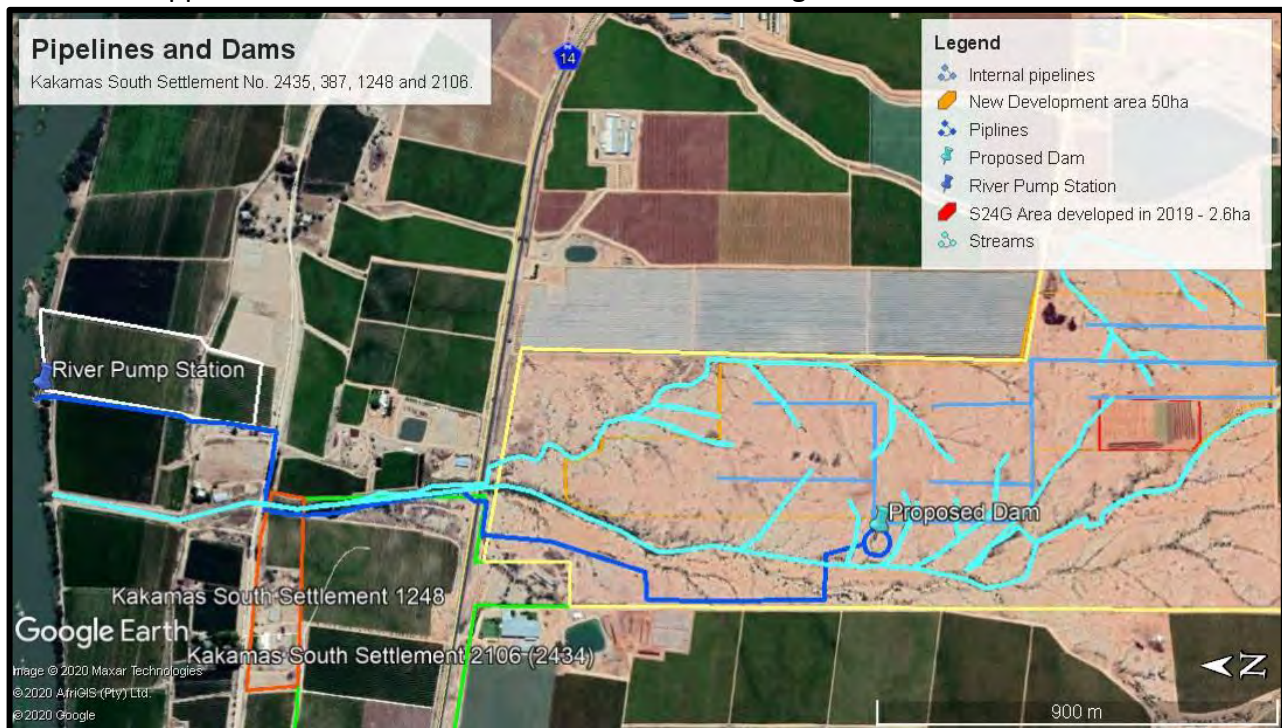 Pipelines and Dams
Kakamas South Settlement No. 2435, 387, 1248 and 2106.
14
Legend
Internal pipelines
New Development area 50ha
Piplines
Proposed Dam
River Pump Station
S24G Area developed in 2019 - 2.6ha
Streams
River Pump Station
Proposed Dam
Kakamas South Settlement 1248
Kakamas South Settlement 2106 (2434)
Google Earth
Image © 2020 Maxar Technologies
©2020 AfriGIS (Pty) Ltd.
©2020 Google
N
900 m